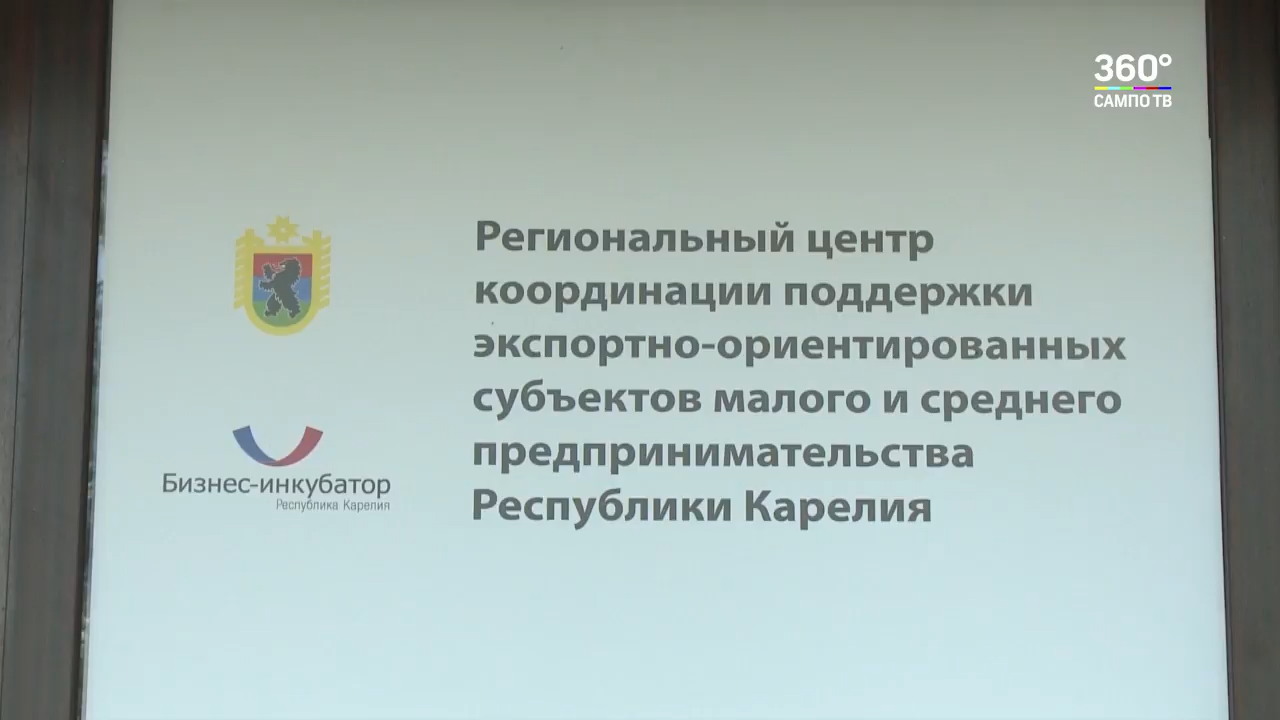 360°
САМПО ТВ
Региональный центр
координации поддержки
экспортно-ориентированных
субъектов малого и среднего
предпринимательства
Республики Карелия
Бизнес-инкубатор
Республика Карелия